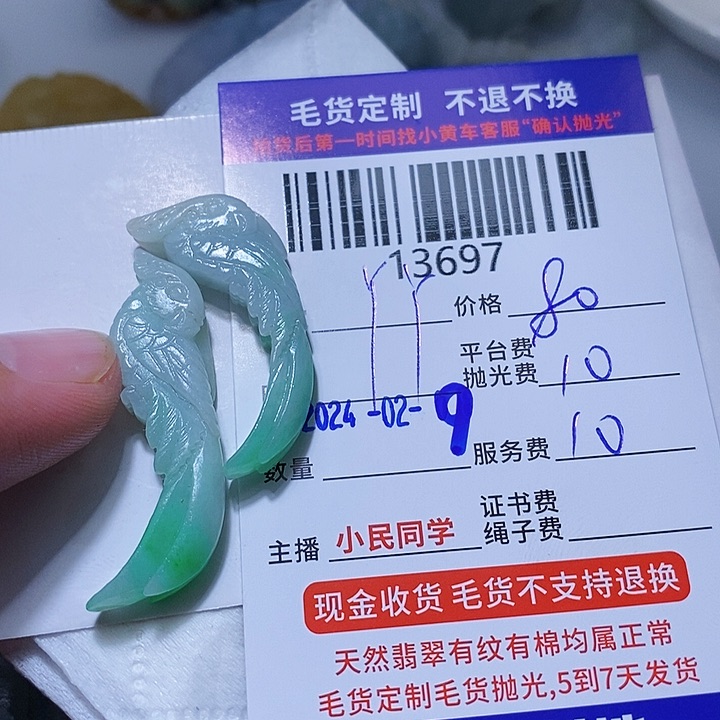 毛货定制 不退不换
货后第一时间找小黄车客服“确认抛光”
13697
价格 80
平台费
抛光费 10
2024-02-9
数量
服务费 10
证书费
绳子费
主播 小民同学
现金收货 毛货不支持退换
天然翡翠有纹有棉均属正常
毛货定制毛货抛光,5到7天发货